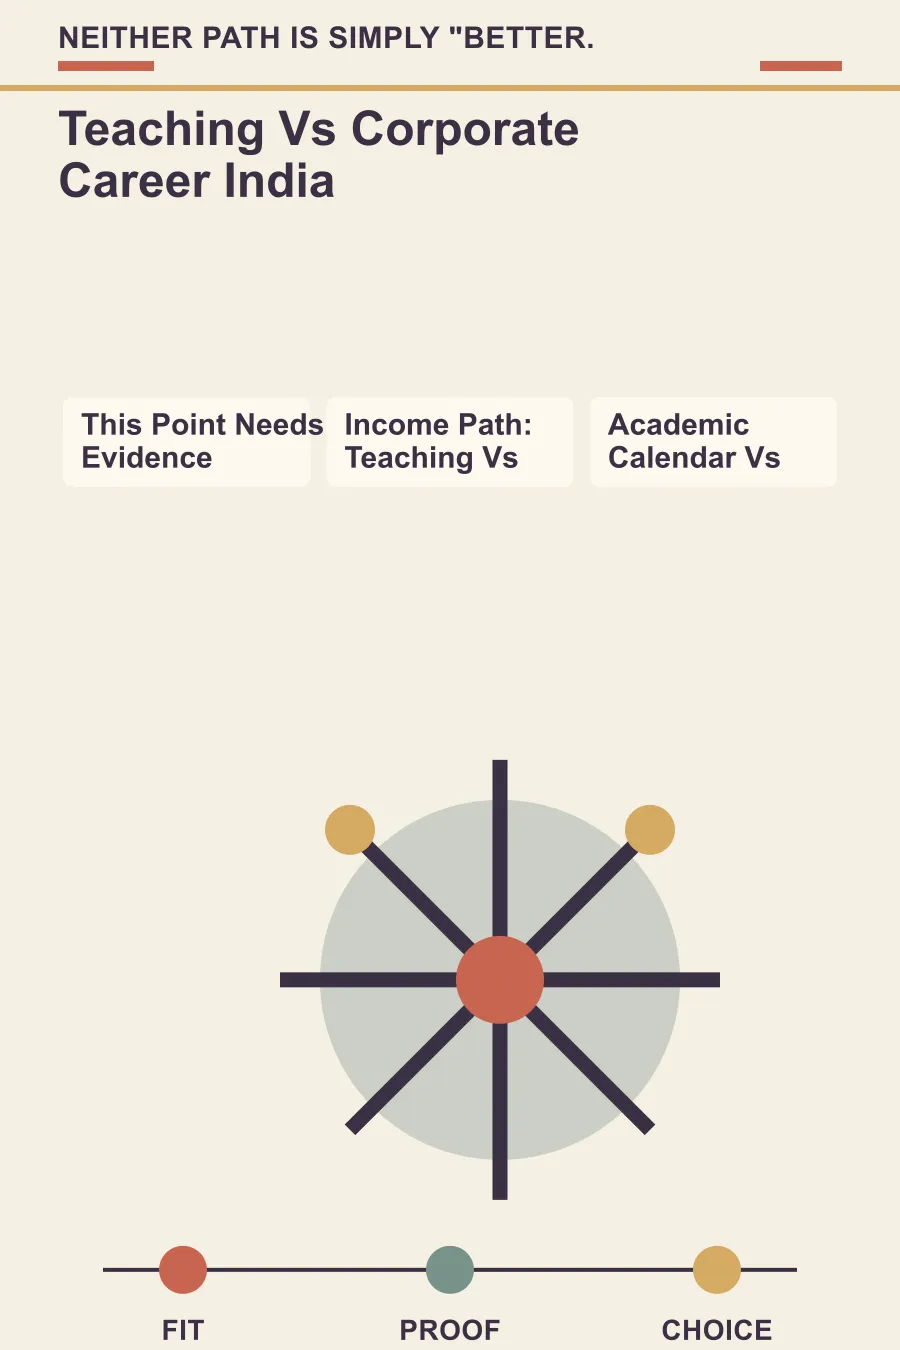 NEITHER PATH IS SIMPLY "BETTER.
Teaching Vs Corporate
Career India
This Point Needs
Evidence
Income Path:
Teaching Vs
Academic
Calendar Vs
FIT
PROOF
CHOICE